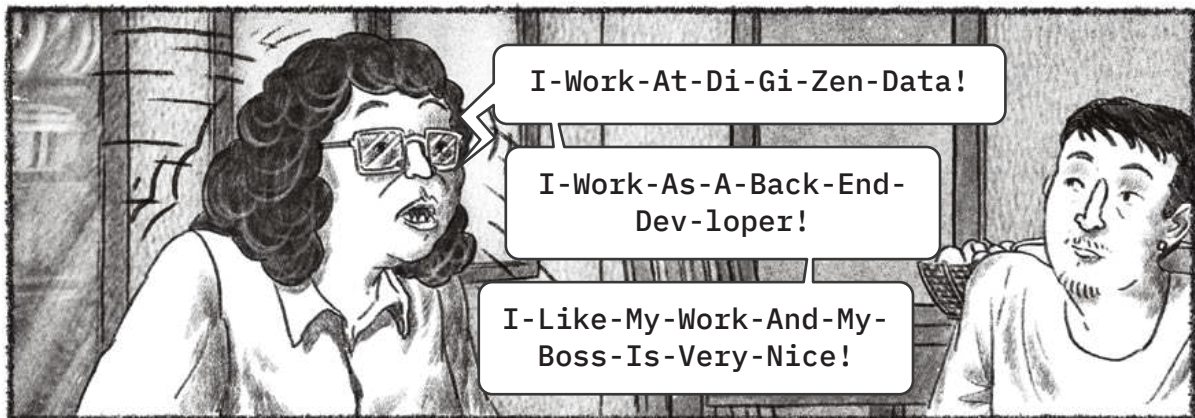 I-Work-At-Di-Gi-Zen-Data!
I-Work-As-A-Back-End-
Dev-loper!
I-Like-My-Work-And-My-
Boss-Is-Very-Nice!